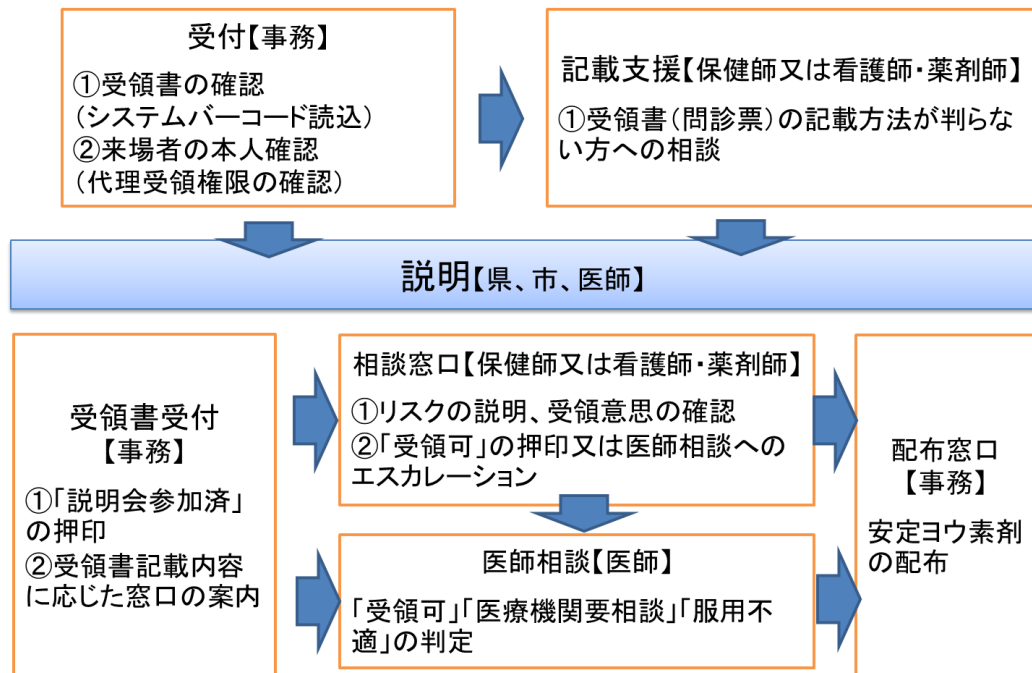 受付【事務】
①受領書の確認
(システムバーコード読込)
②来場者の本人確認
(代理受領権限の確認)
記載支援【保健師又は看護師・薬剤師】
①受領書(問診票)の記載方法が判らな
い方への相談
説明【県、市、医師】
受領書受付
【事務】
①「説明会参加済」
の押印
②受領書記載内容
に応じた窓口の案内
相談窓口【保健師又は看護師・薬剤師】
①リスクの説明、受領意思の確認
②「受領可」の押印又は医師相談への
エスカレーション
医師相談【医師】
「受領可」「医療機関要相談」「服用不
適」の判定
配布窓口
【事務】
安定ヨウ素剤
の配布